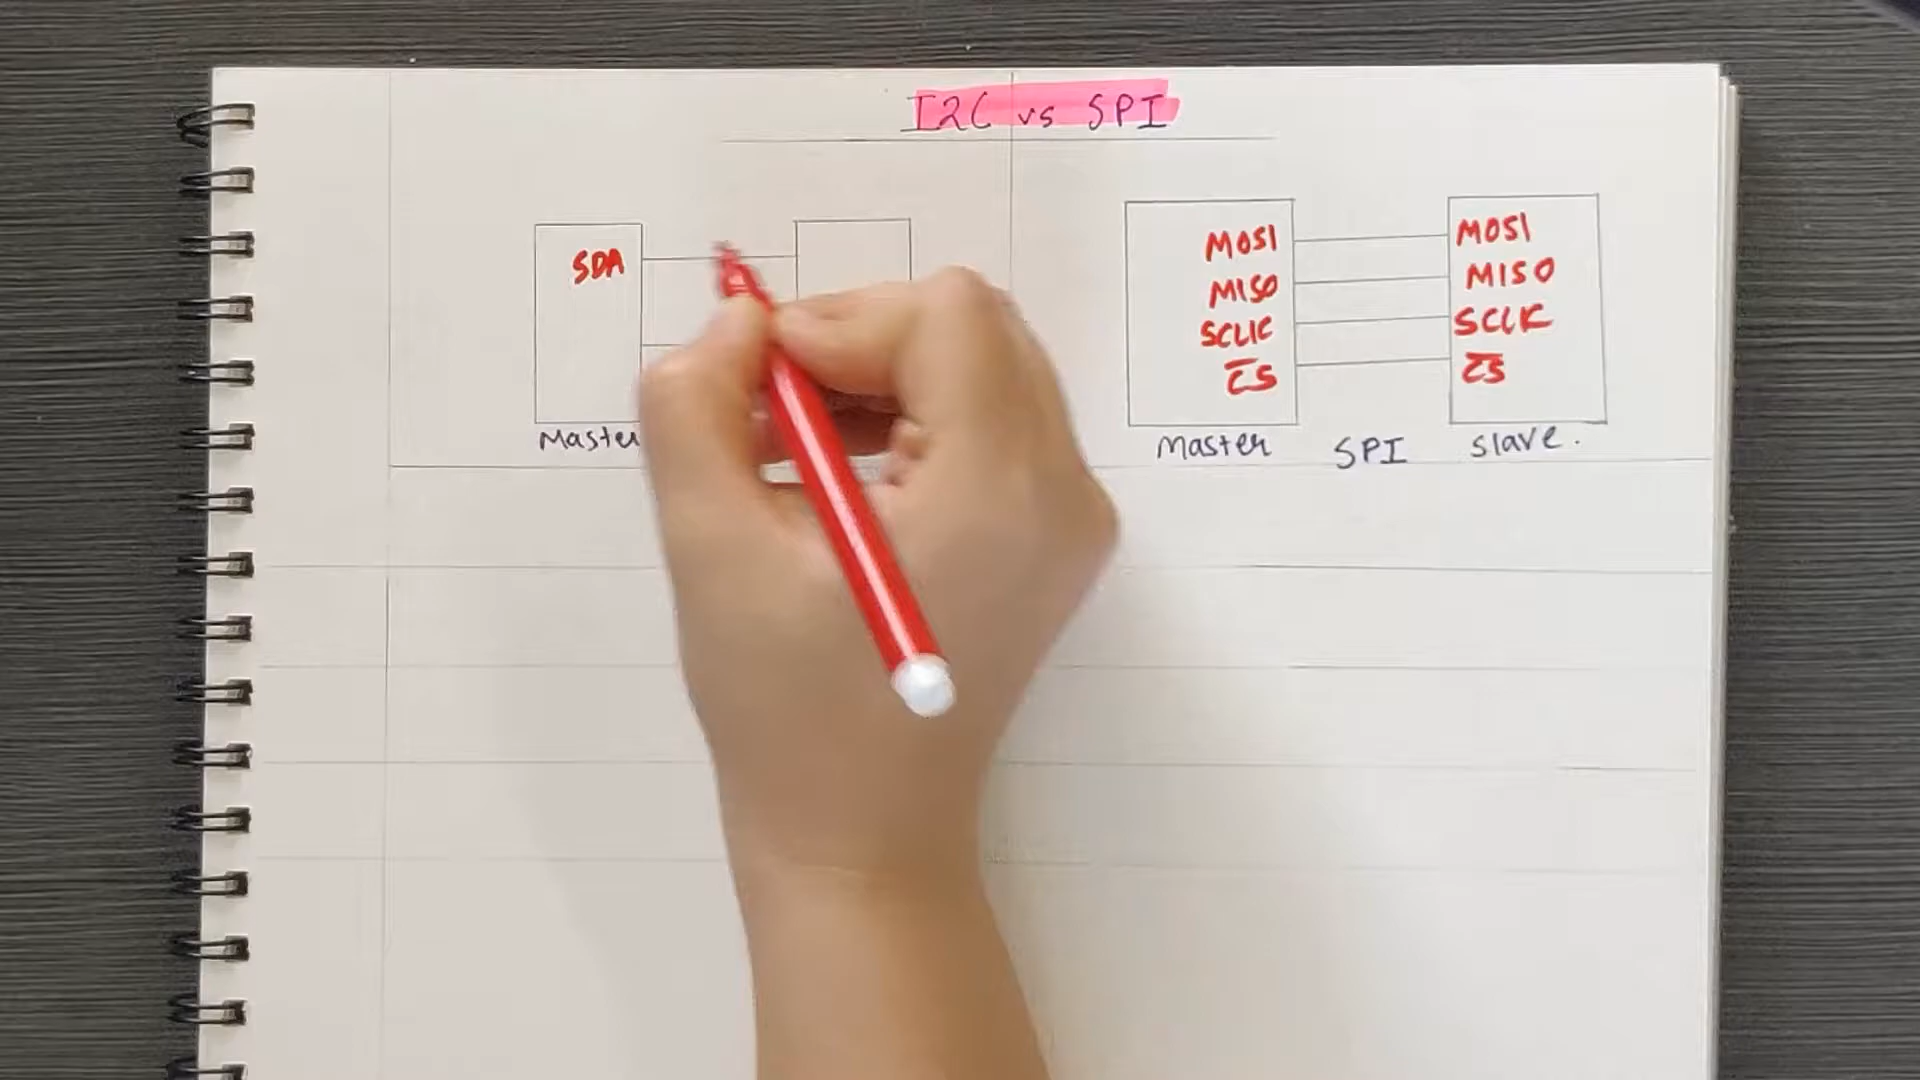 I2C vs SPI
SDA
Master
MOSI
MISO
SCLK
CS
Master
SPI
MOSI
MISO
SCLK
CS
Slave.